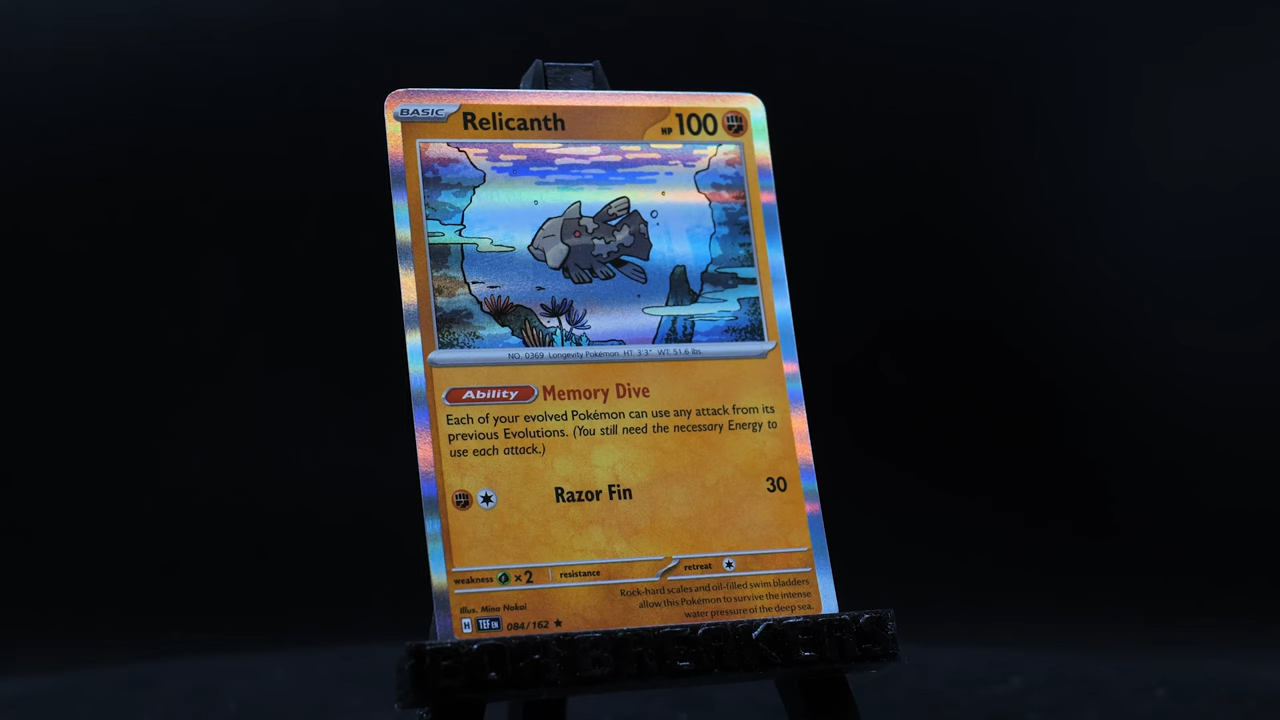 BASIC Relicanth HP 100
NO. 0369 Longevity Pokémon HT: 3'3" WT: 51.6 lbs
Ability Memory Dive
Each of your evolved Pokémon can use any attack from its
previous Evolutions. (You still need the necessary Energy to
use each attack.)
Razor Fin 30
weakness ×2 resistance retreat
Rock-hard scales and oil-filled swim bladders
allow this Pokémon to survive the intense
water pressure of the deep sea.
Illus. Mina Nakai
H TEF EN 084/162 ★